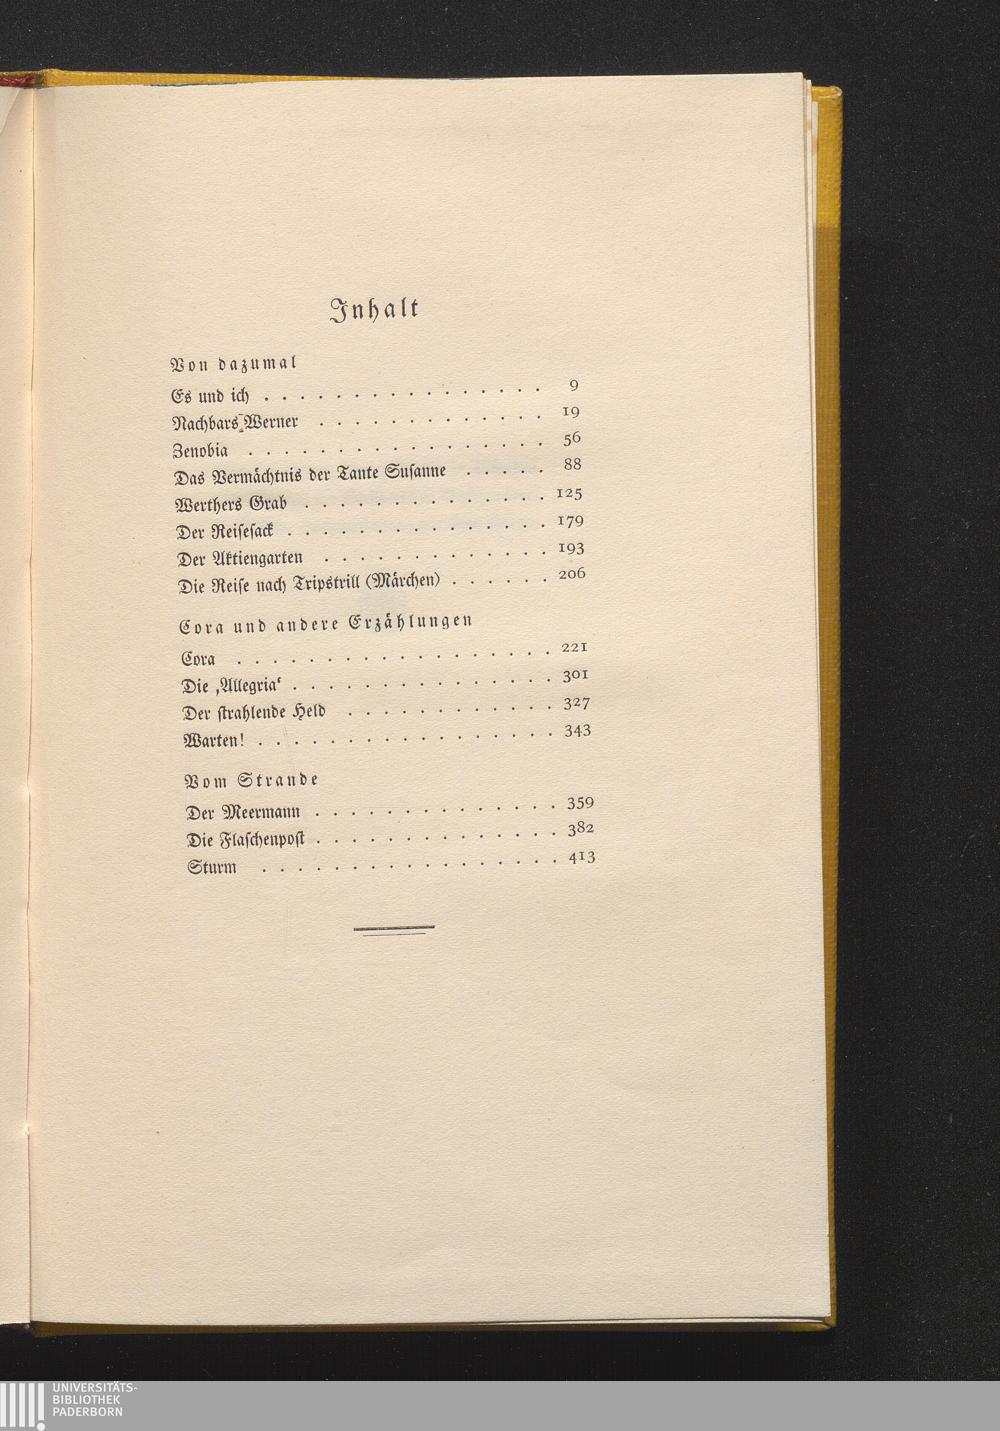 Inhalt
Von dazumal
Es und ich . . . . . . . . . . . . . . . . 9
Nachbars Werner . . . . . . . . . . . . . 19
Zenobia . . . . . . . . . . . . . . . . . 56
Das Vermächtnis der Tante Susanne . . . . . 88
Werthers Grab . . . . . . . . . . . . . . 125
Der Reisesack . . . . . . . . . . . . . . . 179
Der Aktiengarten . . . . . . . . . . . . . 193
Die Reise nach Tripstrill (Märchen) . . . . . . 206
Cora und andere Erzählungen
Cora . . . . . . . . . . . . . . . . . . 221
Die ‚Allegria‘ . . . . . . . . . . . . . . . 301
Der strahlende Held . . . . . . . . . . . . 327
Warten! . . . . . . . . . . . . . . . . . 343
Vom Strande
Der Meermann . . . . . . . . . . . . . . 359
Die Flaschenpost . . . . . . . . . . . . . . 382
Sturm . . . . . . . . . . . . . . . . . 413
UNIVERSITÄTS-
BIBLIOTHEK
PADERBORN